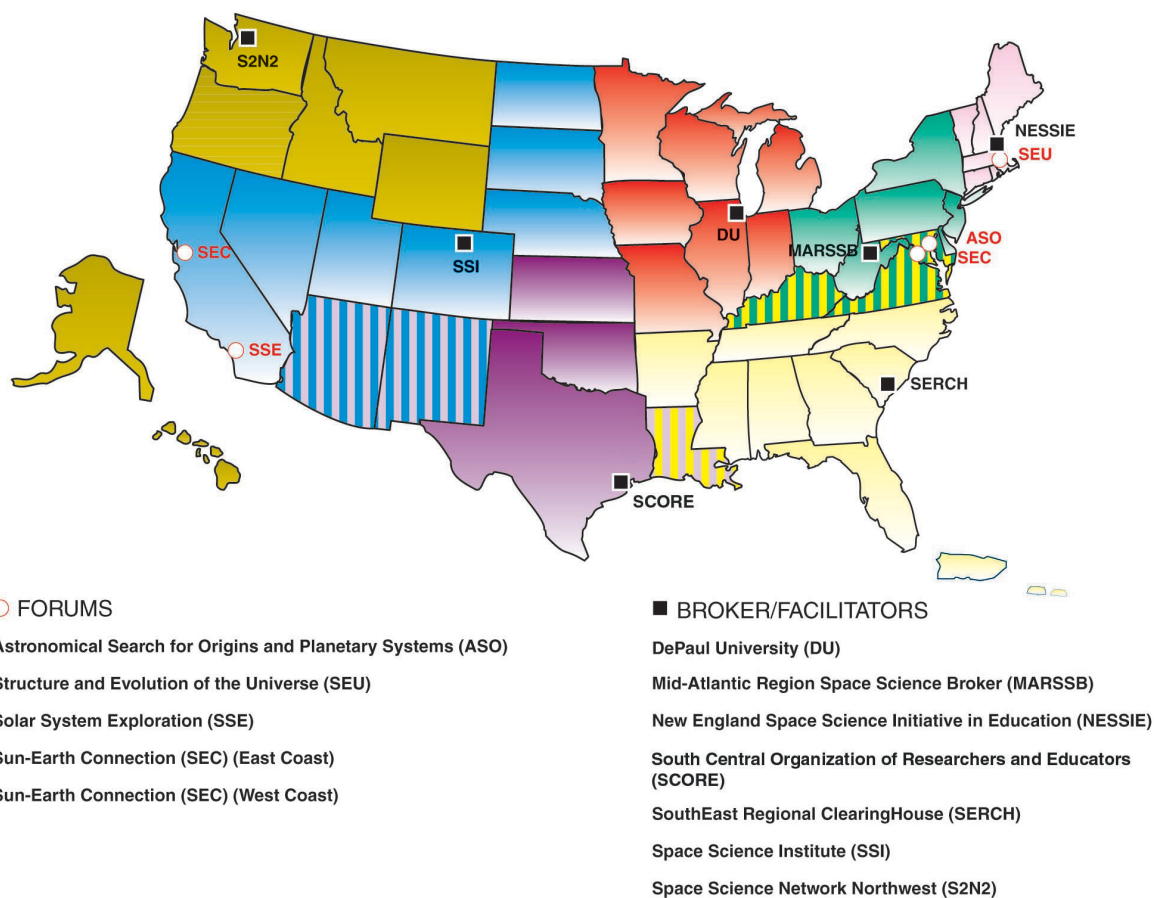 S2N2
NESSIE
SEU
DU
ASO
MARSSB
SEC
SEC
SSI
SSE
SERCH
SCORE
FORUMS
BROKER/FACILITATORS
Astronomical Search for Origins and Planetary Systems (ASO)
Structure and Evolution of the Universe (SEU)
Solar System Exploration (SSE)
Sun-Earth Connection (SEC) (East Coast)
Sun-Earth Connection (SEC) (West Coast)
DePaul University (DU)
Mid-Atlantic Region Space Science Broker (MARSSB)
New England Space Science Initiative in Education (NESSIE)
South Central Organization of Researchers and Educators
(SCORE)
SouthEast Regional ClearingHouse (SERCH)
Space Science Institute (SSI)
Space Science Network Northwest (S2N2)